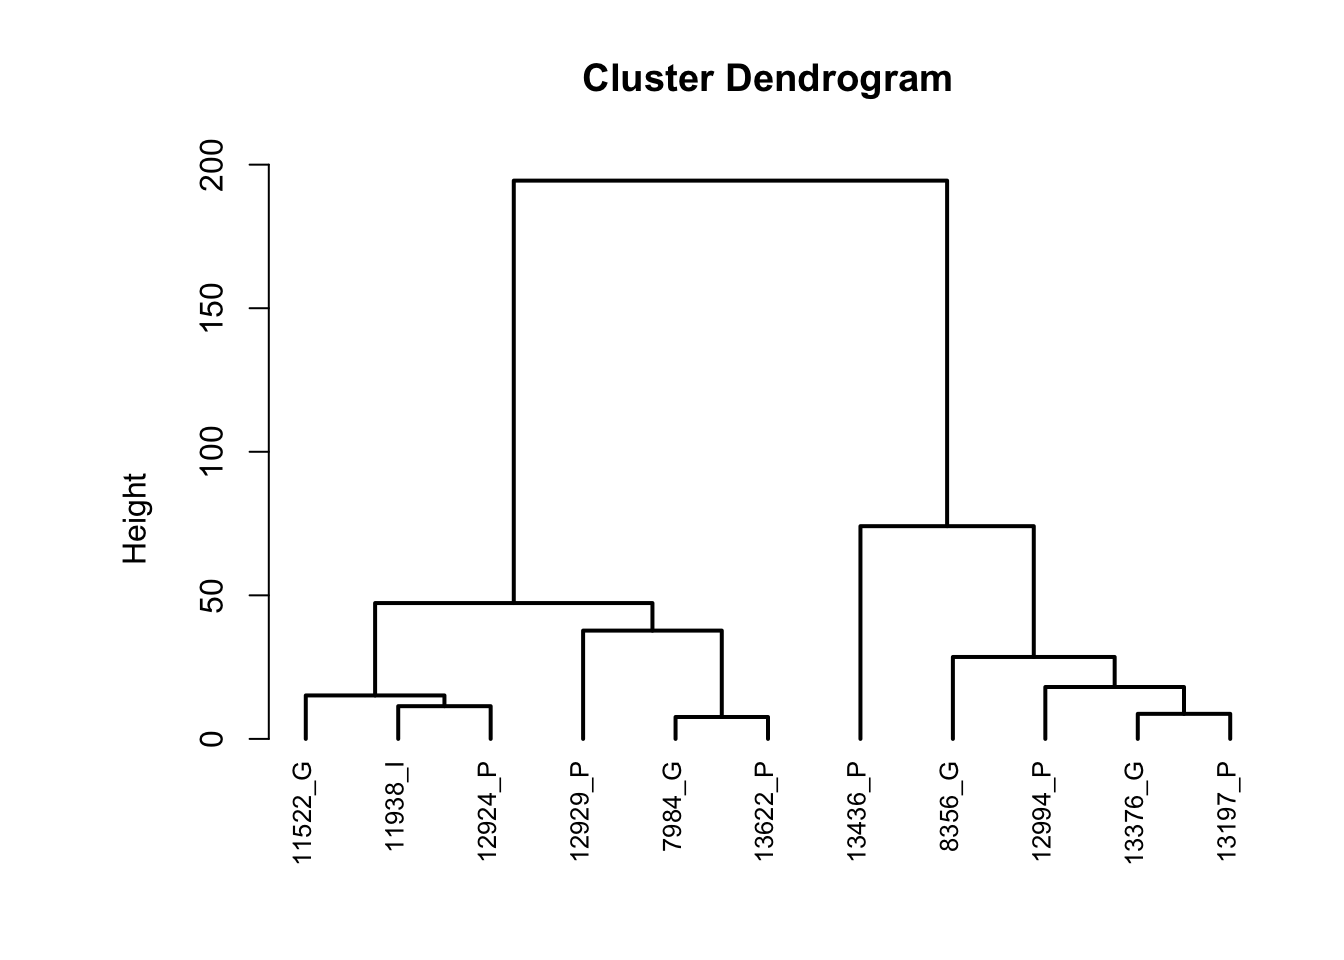 Cluster Dendrogram
Height
200
150
100
50
0
11522_G
11938_I
12924_P
12929_P
7984_G
13622_P
13436_P
8356_G
12994_P
13376_G
13197_P